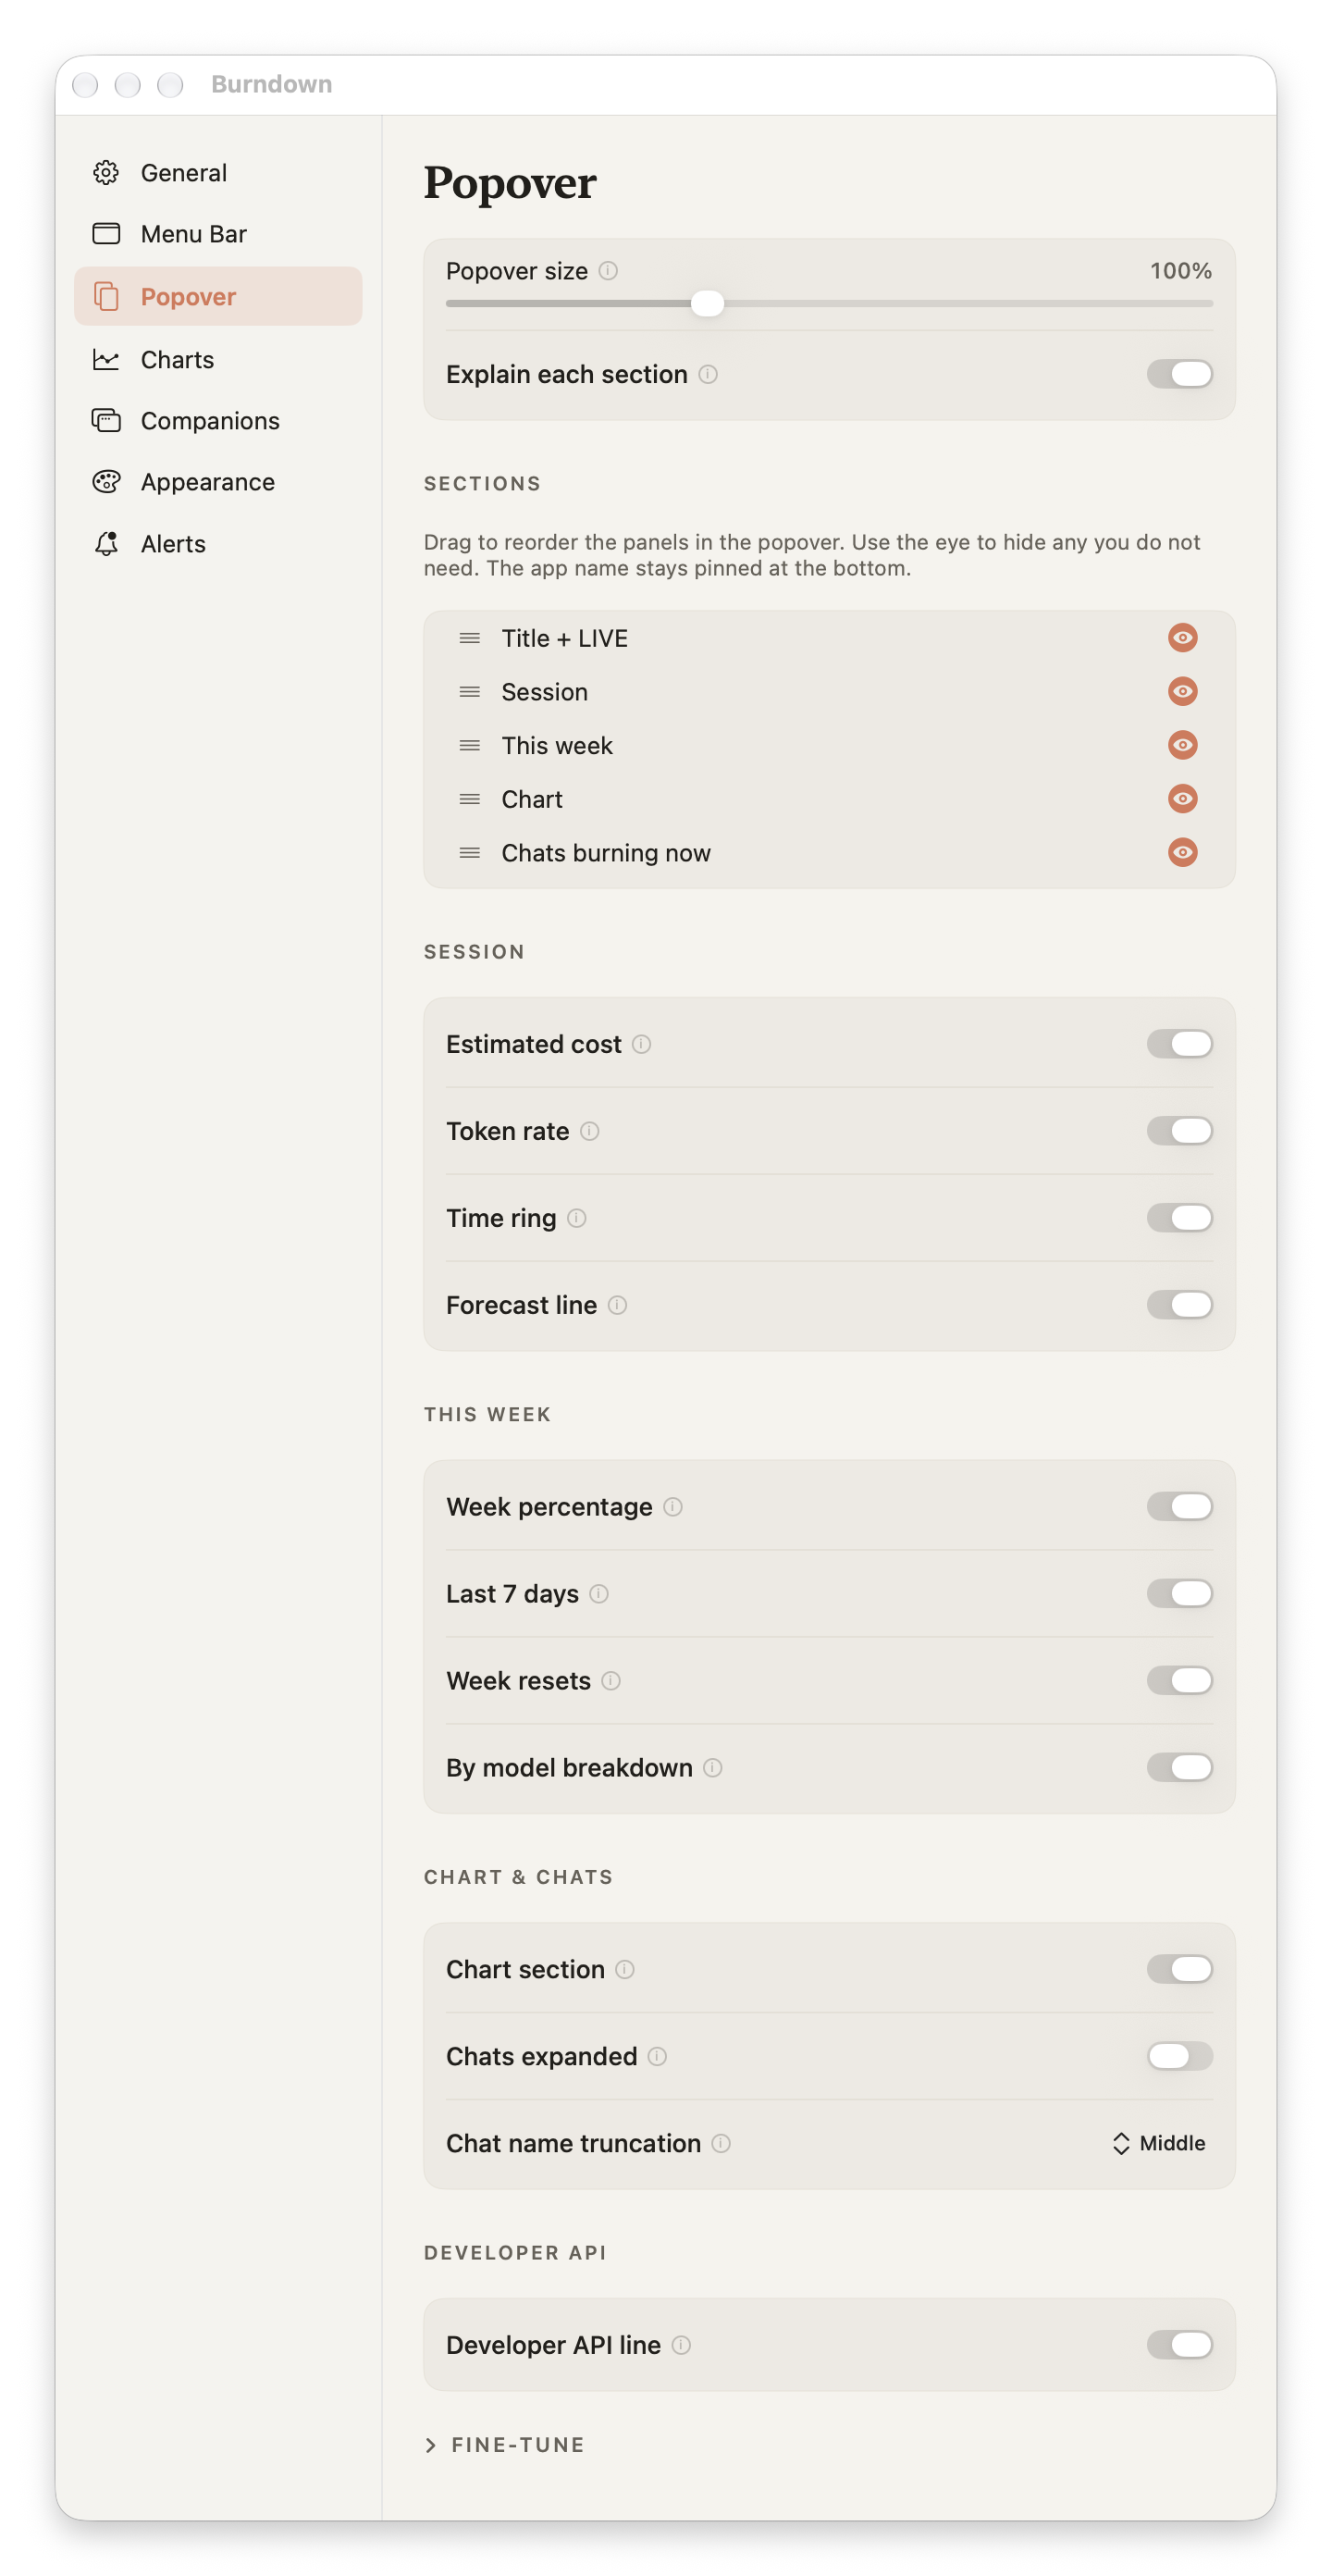 Burndown
General
Menu Bar
Popover
Charts
Companions
Appearance
Alerts
Popover
Popover size
100%
Explain each section
SECTIONS
Drag to reorder the panels in the popover. Use the eye to hide any you do not
need. The app name stays pinned at the bottom.
Title + LIVE
Session
This week
Chart
Chats burning now
SESSION
Estimated cost
Token rate
Time ring
Forecast line
THIS WEEK
Week percentage
Last 7 days
Week resets
By model breakdown
CHART & CHATS
Chart section
Chats expanded
Chat name truncation
Middle
DEVELOPER API
Developer API line
FINE-TUNE